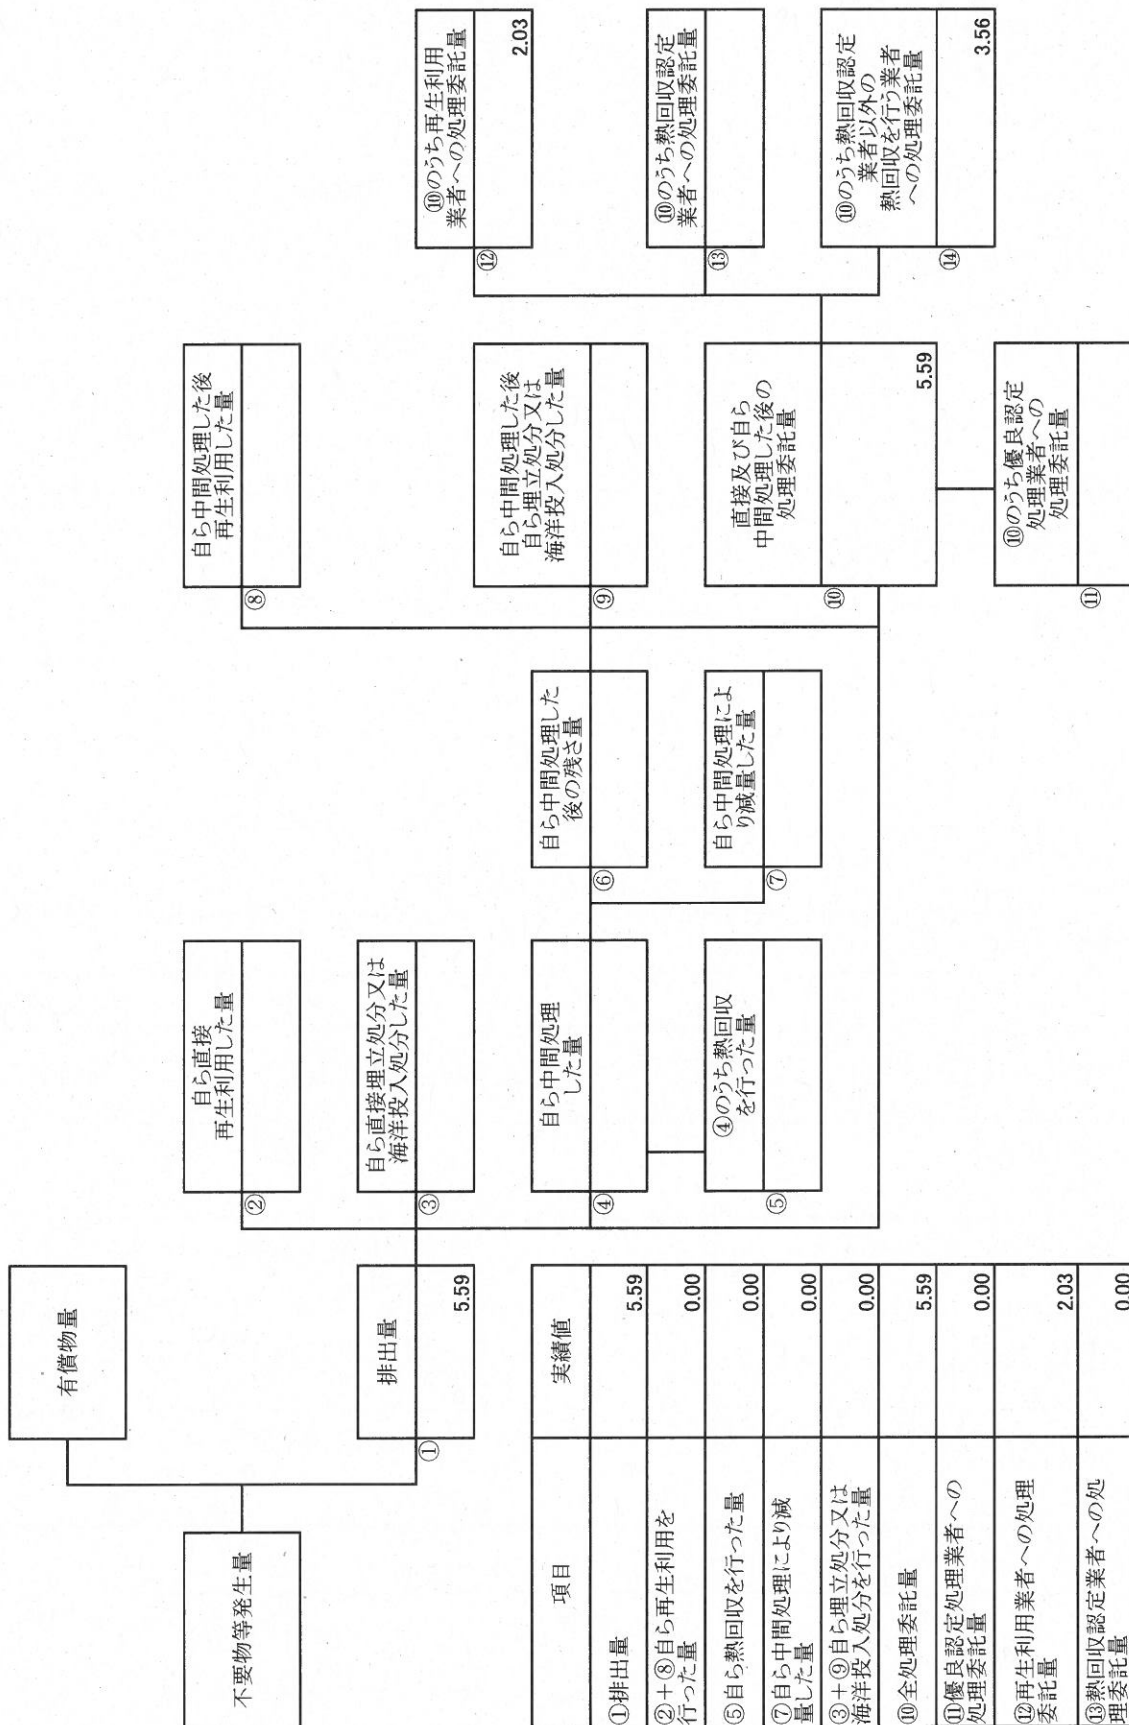 不要物等発生量
有償物量
①
排出量
5.59
②
自ら直接
再生利用した量
③
自ら直接埋立処分又は
海洋投入処分した量
④
自ら中間処理
した量
⑤
④のうち熱回収
を行った量
⑥
自ら中間処理した
後の残さ量
⑦
自ら中間処理によ
り減量した量
⑧
自ら中間処理した後
再生利用した量
⑨
自ら中間処理した後
自ら埋立処分又は
海洋投入処分した量
⑩
直接及び自ら
中間処理した後の
処理委託量
5.59
⑪
⑩のうち優良認定
処理業者への
処理委託量
⑫
⑩のうち再生利用
業者への処理委託量
2.03
⑬
⑩のうち熱回収認定
業者への処理委託量
⑭
⑩のうち熱回収認定
業者以外の
熱回収を行う業者
への処理委託量
3.56
項目 実績値
①排出量 5.59
②+⑧自ら再生利用を
行った量 0.00
⑤自ら熱回収を行った量 0.00
⑦自ら中間処理により減
量した量 0.00
③+⑨自ら埋立処分又は
海洋投入処分を行った量 0.00
⑩全処理委託量 5.59
⑪優良認定処理業者への
処理委託量 0.00
⑫再生利用業者への処理
委託量 2.03
⑬熱回収認定業者への処
理委託量 0.00